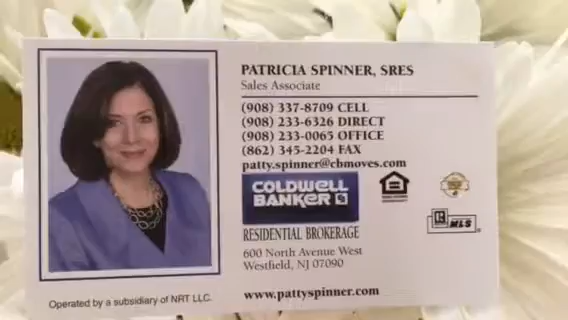 PATRICIA SPINNER, SRES
Sales Associate
(908) 337-8709 CELL
(908) 233-6326 DIRECT
(908) 233-0065 OFFICE
(862) 345-2204 FAX
patty.spinner@cbmoves.com
COLDWELL
BANKER
RESIDENTIAL BROKERAGE
600 North Avenue West
Westfield, NJ 07090
www.pattyspinner.com
MLS
Operated by a subsidiary of NRT LLC.